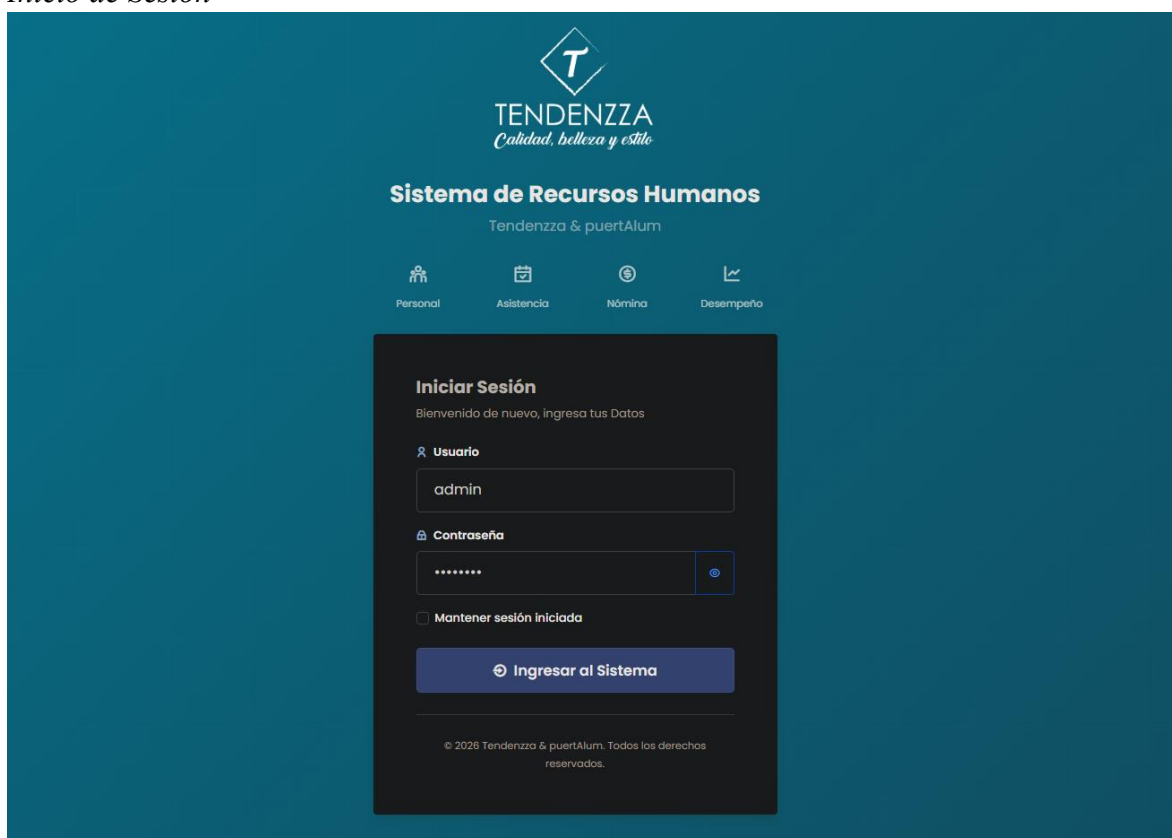 Inicio de Sesión
T
TENDENZZA
Calidad, belleza y estilo
Sistema de Recursos Humanos
Tendenzza & puertAlum
Personal Asistencia Nómina Desempeño
Iniciar Sesión
Bienvenido de nuevo, ingresa tus Datos
Usuario
admin
Contraseña
••••••••
Mantener sesión iniciada
Ingresar al Sistema
© 2026 Tendenzza & puertAlum. Todos los derechos
reservados.